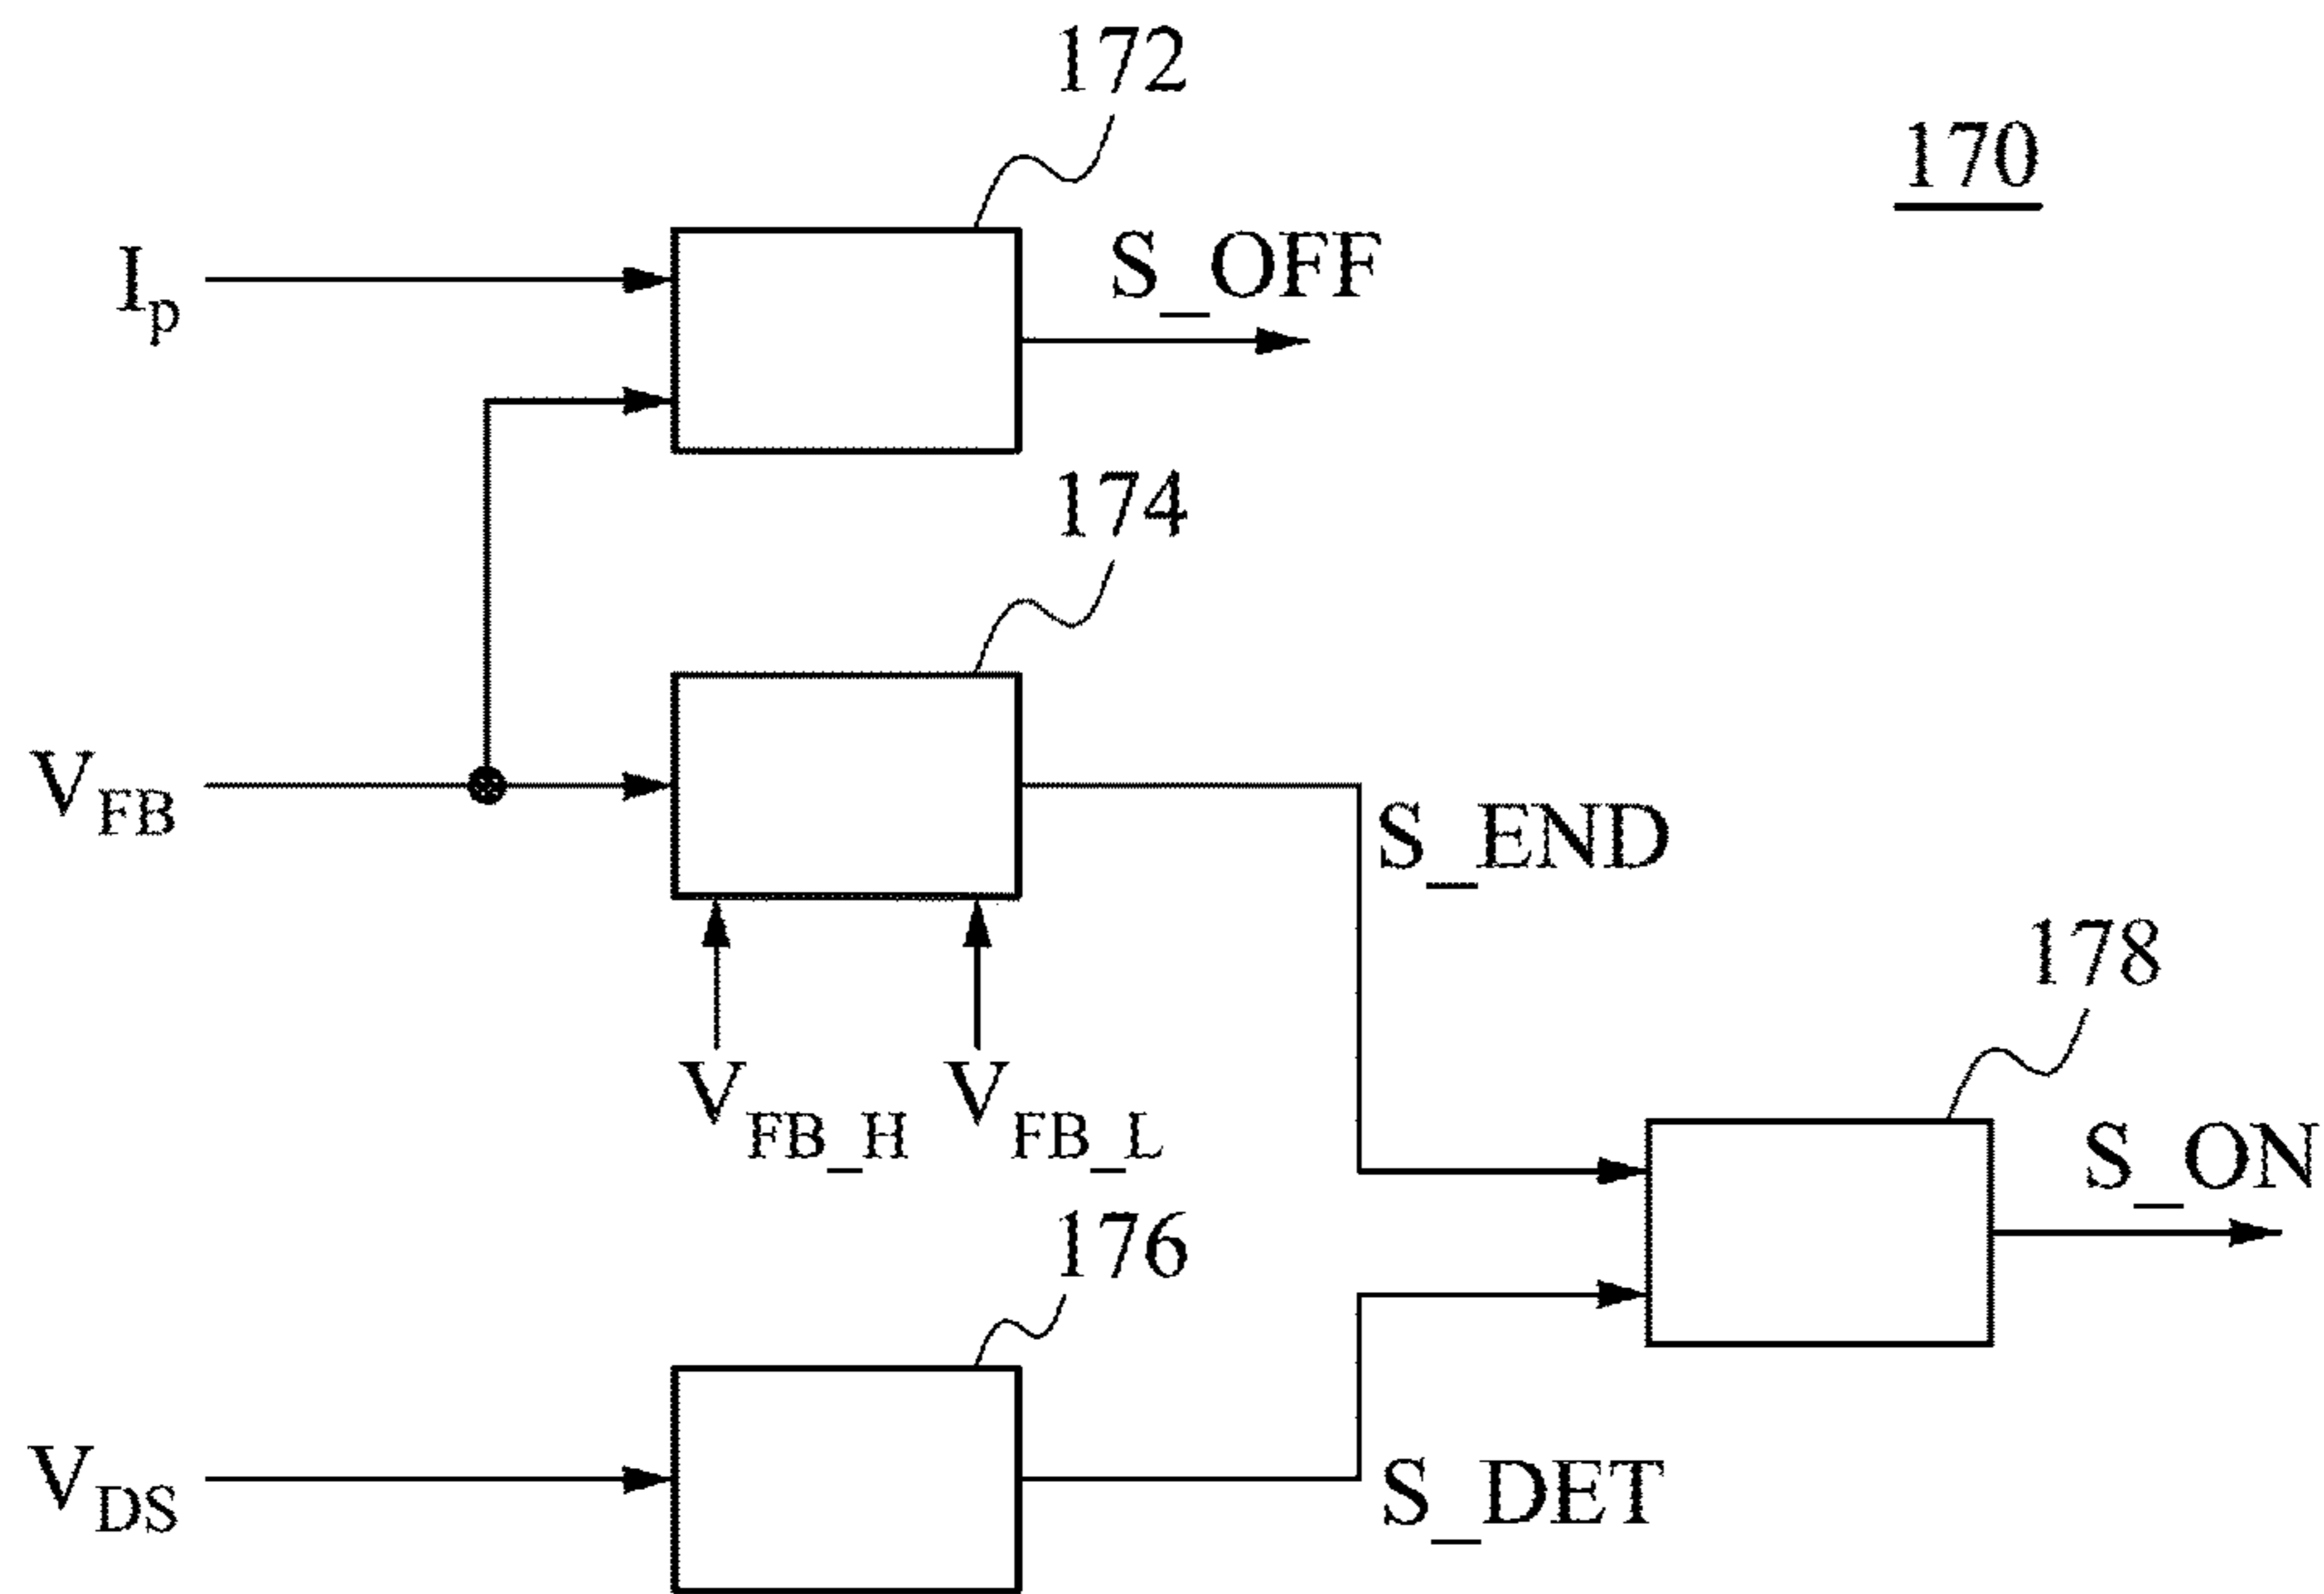 172
170
I_p
S_OFF
174
V_FB
S_END
178
V_FB_H
V_FB_L
S_ON
176
V_DS
S_DET